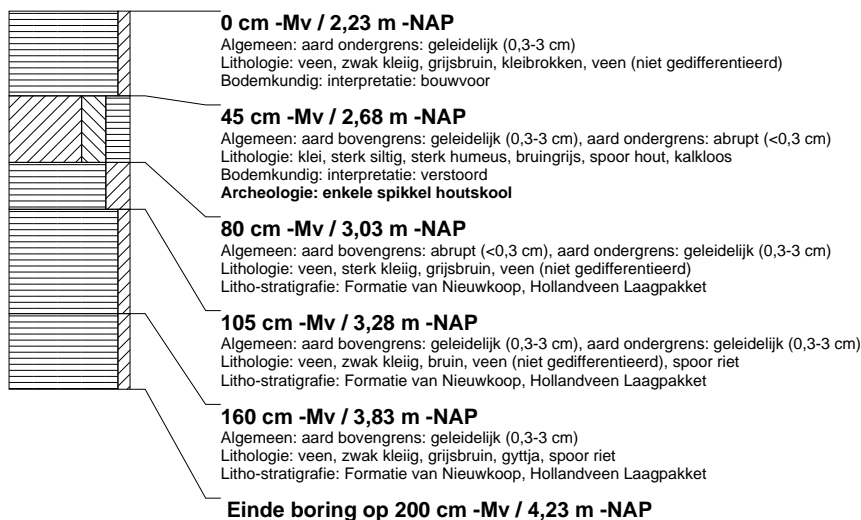 0 cm -Mv / 2,23 m -NAP
Algemeen: aard ondergrens: geleidelijk (0,3-3 cm)
Lithologie: veen, zwak kleiig, grijsbruin, kleibrokken, veen (niet gedifferentieerd)
Bodemkundig: interpretatie: bouwvoor
45 cm -Mv / 2,68 m -NAP
Algemeen: aard bovengrens: geleidelijk (0,3-3 cm), aard ondergrens: abrupt (<0,3 cm)
Lithologie: klei, sterk siltig, sterk humeus, bruingrijs, spoor hout, kalkloos
Bodemkundig: interpretatie: verstoord
Archeologie: enkele spikkel houtskool
80 cm -Mv / 3,03 m -NAP
Algemeen: aard bovengrens: abrupt (<0,3 cm), aard ondergrens: geleidelijk (0,3-3 cm)
Lithologie: veen, sterk kleiig, grijsbruin, veen (niet gedifferentieerd)
Litho-stratigrafie: Formatie van Nieuwkoop, Hollandveen Laagpakket
105 cm -Mv / 3,28 m -NAP
Algemeen: aard bovengrens: geleidelijk (0,3-3 cm), aard ondergrens: geleidelijk (0,3-3 cm)
Lithologie: veen, zwak kleiig, bruin, veen (niet gedifferentieerd), spoor riet
Litho-stratigrafie: Formatie van Nieuwkoop, Hollandveen Laagpakket
160 cm -Mv / 3,83 m -NAP
Algemeen: aard bovengrens: geleidelijk (0,3-3 cm)
Lithologie: veen, zwak kleiig, grijsbruin, gyttja, spoor riet
Litho-stratigrafie: Formatie van Nieuwkoop, Hollandveen Laagpakket
Einde boring op 200 cm -Mv / 4,23 m -NAP